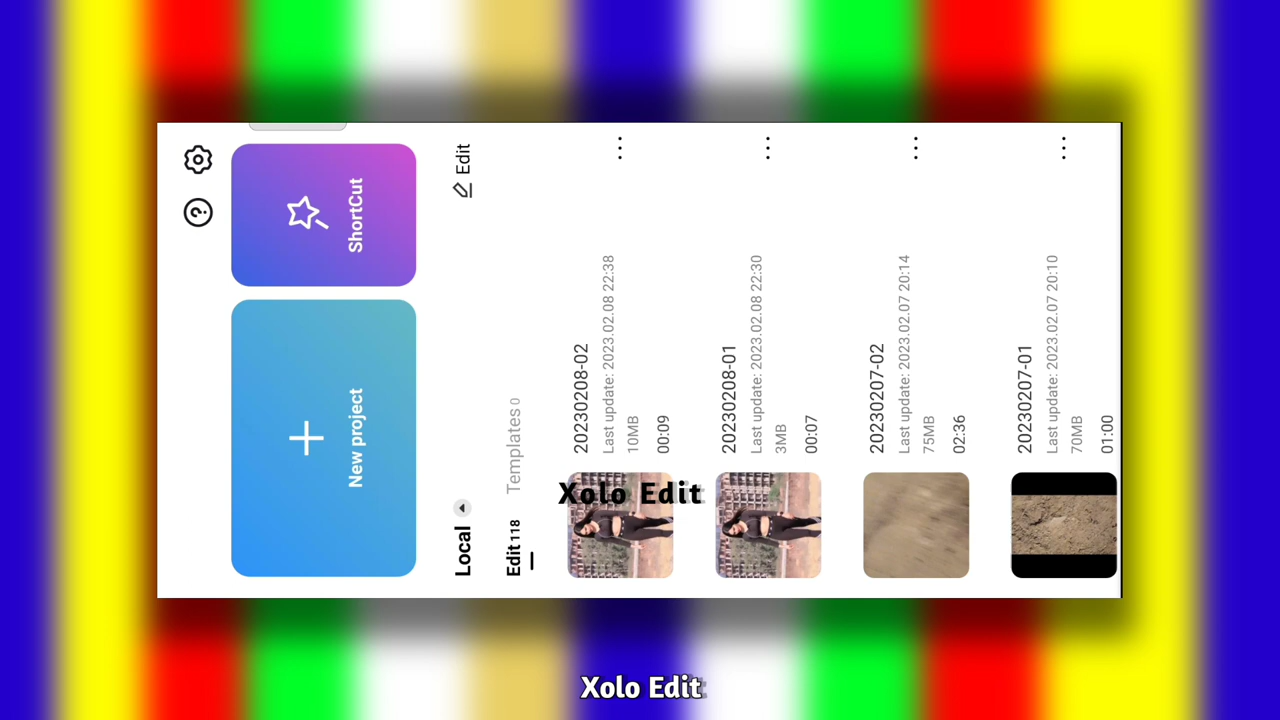 ShortCut
New project
Edit
Local
Edit 118
Templates 0
20230208-02
Last update: 2023.02.08 22:38
10MB
00:09
20230208-01
Last update: 2023.02.08 22:30
3MB
00:07
20230207-02
Last update: 2023.02.07 20:14
75MB
02:36
20230207-01
Last update: 2023.02.07 20:10
70MB
01:00
Xolo Edit
Xolo Edit